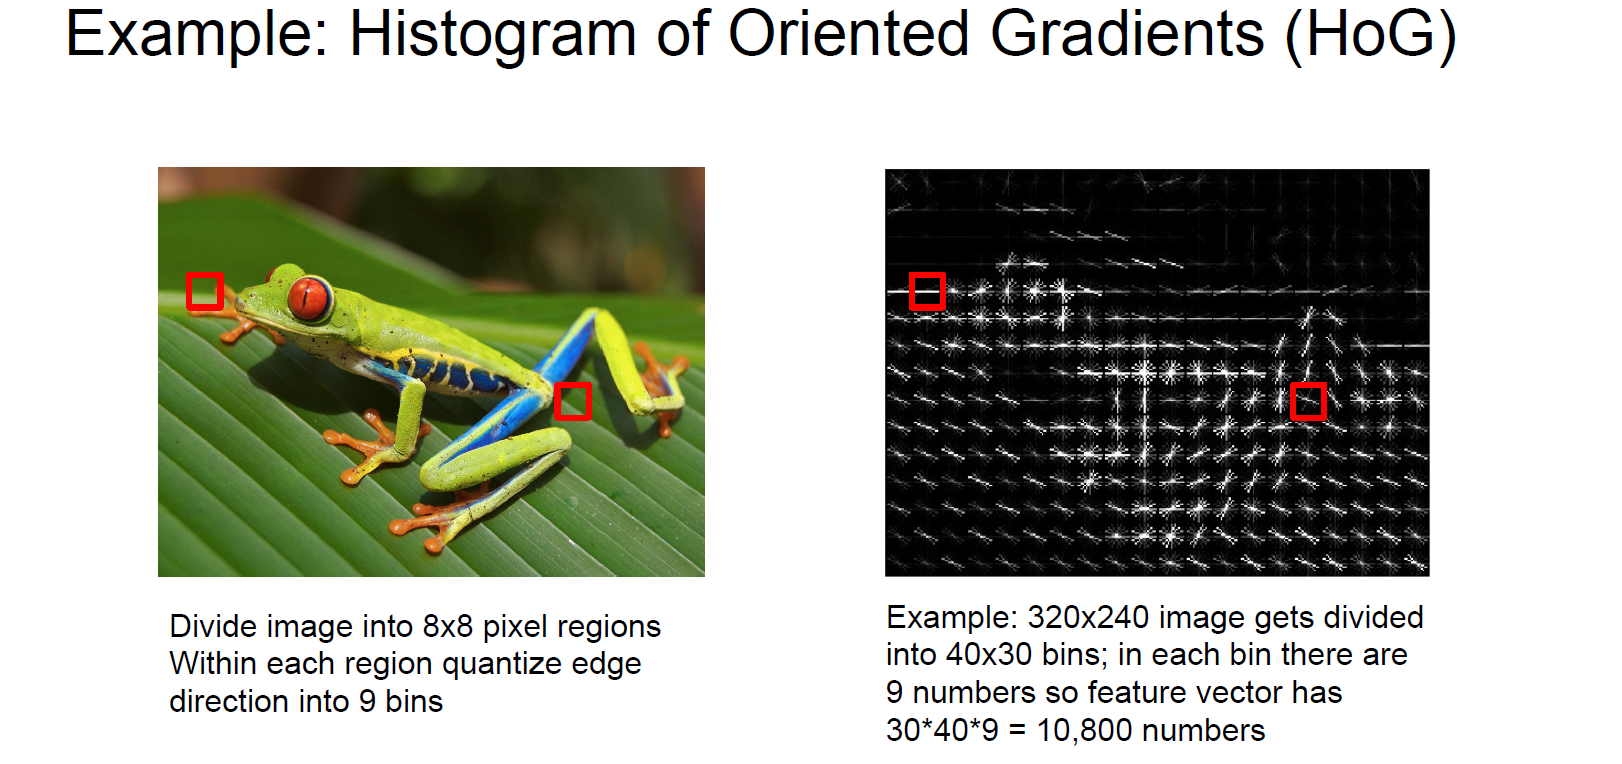 Example: Histogram of Oriented Gradients (HoG)
Divide image into 8x8 pixel regions
Within each region quantize edge
direction into 9 bins
Example: 320x240 image gets divided
into 40x30 bins; in each bin there are
9 numbers so feature vector has
30*40*9 = 10,800 numbers